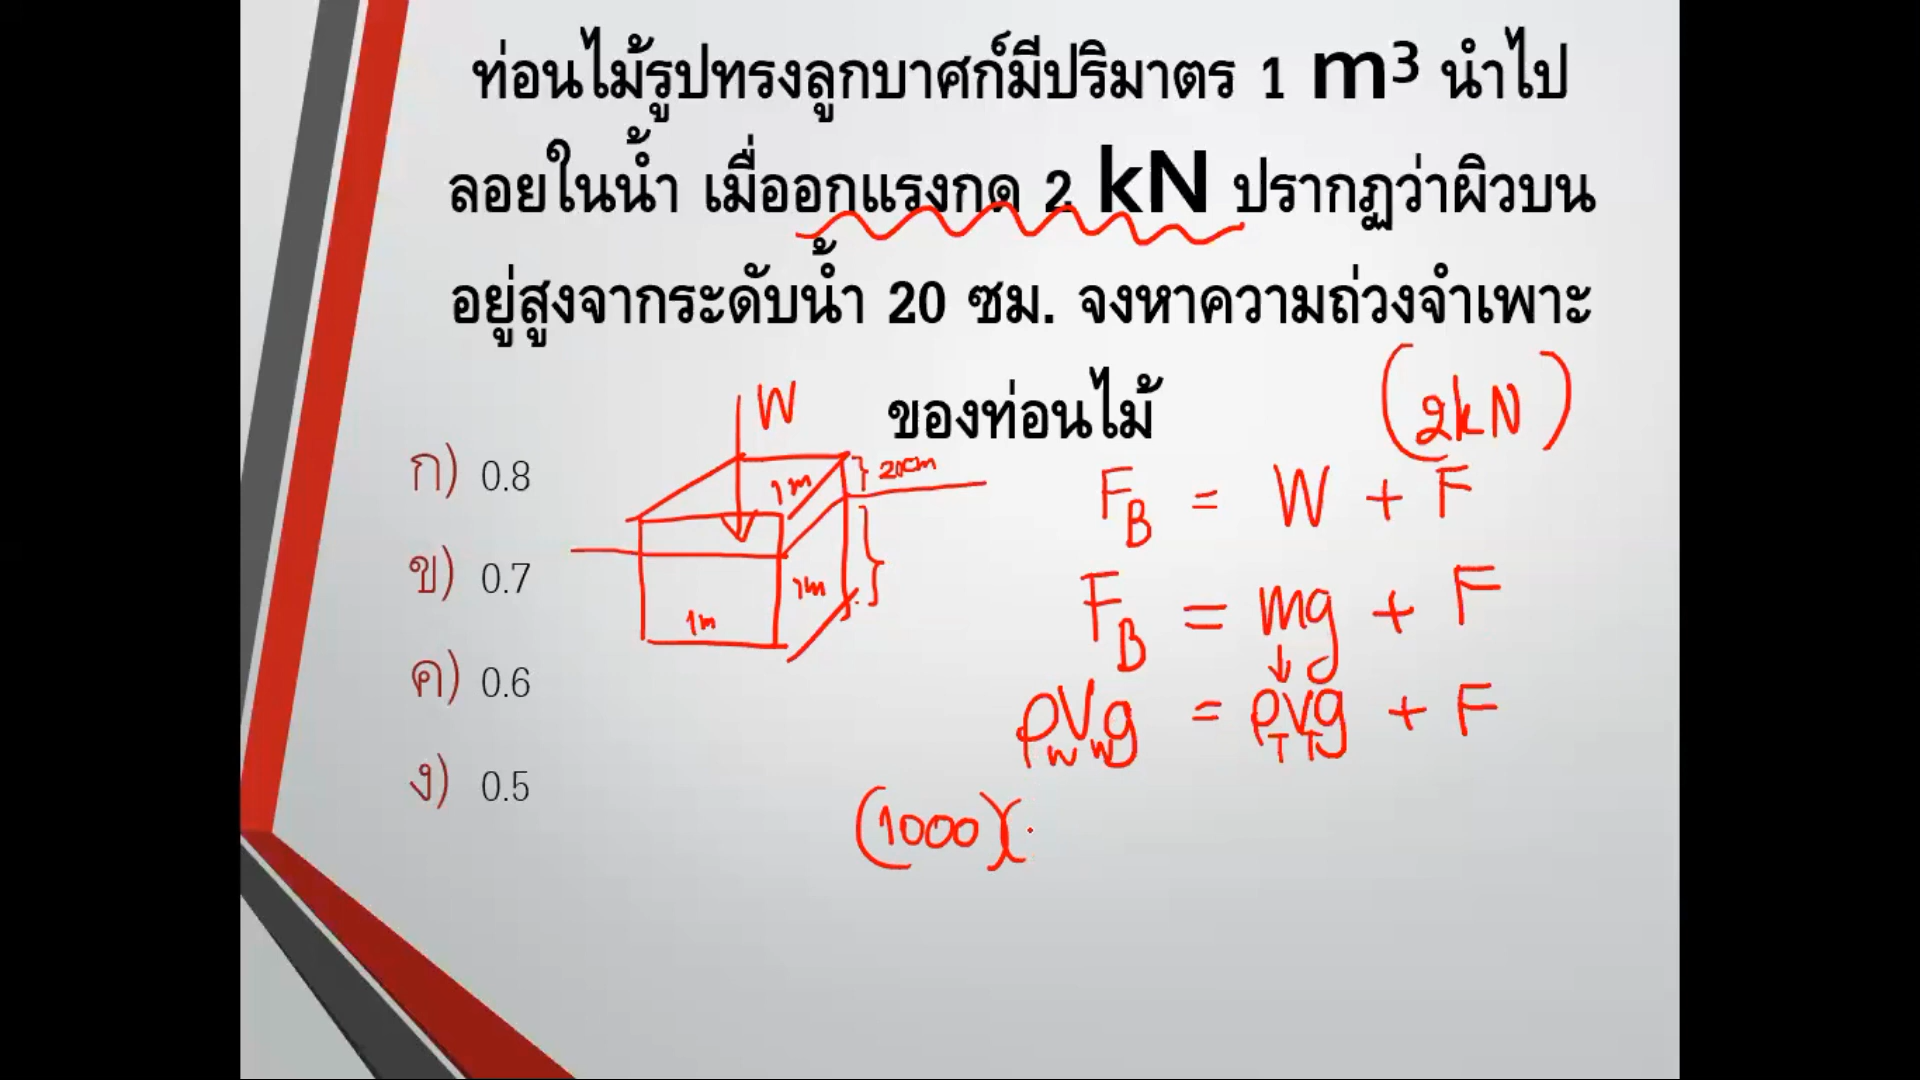 ท่อนไม้รูปทรงลูกบาศก์มีปริมาตร 1 m³ นำไป
ลอยในน้ำ เมื่ออกแรงกด 2 kN ปรากฏว่าผิวบน
อยู่สูงจากระดับน้ำ 20 ซม. จงหาความถ่วงจำเพาะ
ของท่อนไม้
(2kN)
ก) 0.8
ข) 0.7
ค) 0.6
ง) 0.5
W
1m
20cm
1m
1m
F_B = W + F
F_B = mg + F
↓
ρ_w V_w g = ρ_T V_T g + F
(1000)(